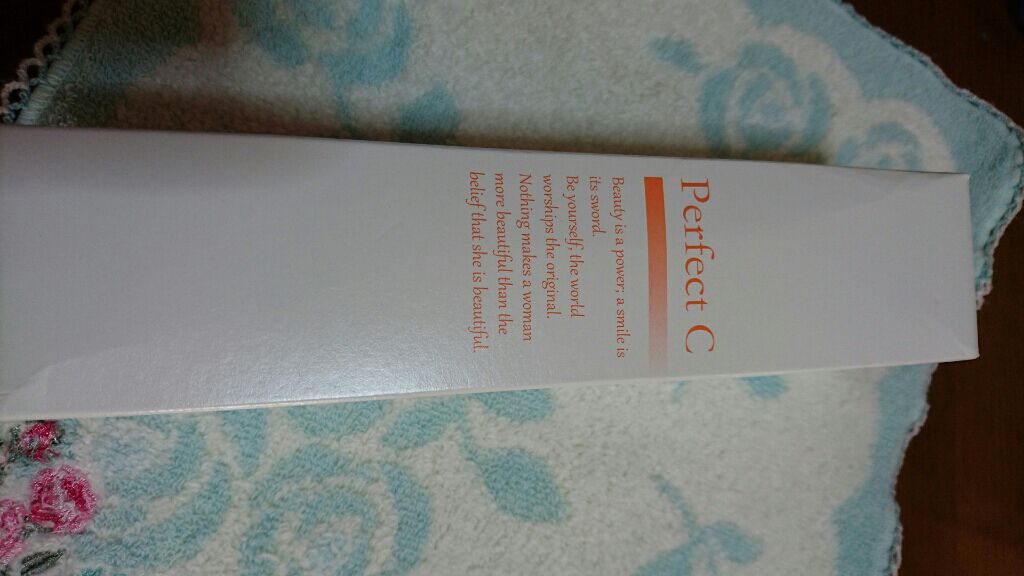 Perfect C
Beauty is a power; a smile is
its sword.
Be yourself, the world
worships the original.
Nothing makes a woman
more beautiful than the
belief that she is beautiful.